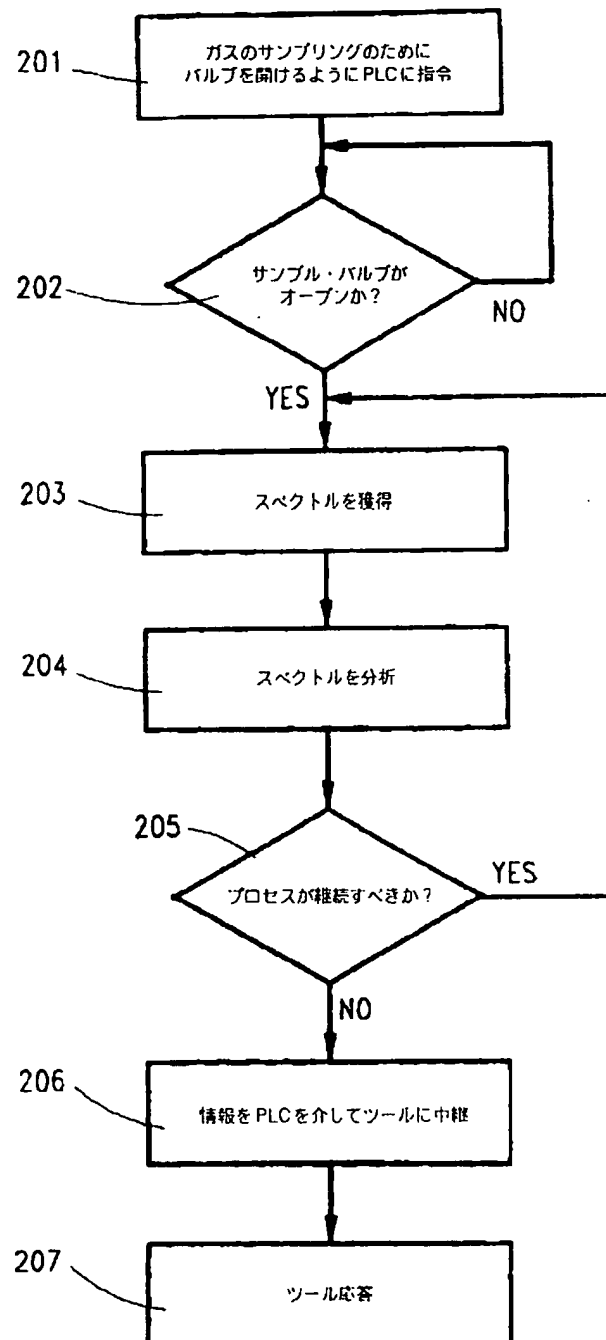 201
ガスのサンプリングのために
バルブを開けるようにPLCに指令
202
サンプル・バルブが
オープンか?
NO
YES
203
スペクトルを獲得
204
スペクトルを分析
205
プロセスが継続すべきか?
YES
NO
206
情報をPLCを介してツールに中継
207
ツール応答